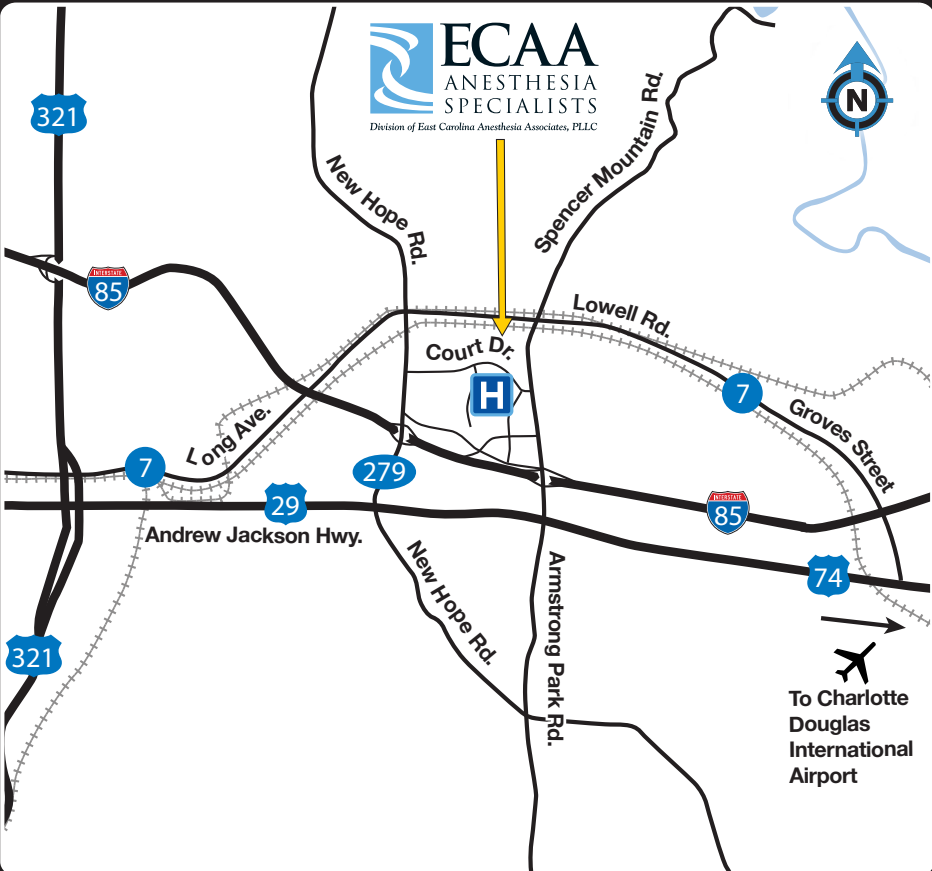 ECAA
ANESTHESIA
SPECIALISTS
Division of East Carolina Anesthesia Associates, PLLC
N
321
New Hope Rd.
Spencer Mountain Rd.
INTERSTATE
85
Lowell Rd.
Court Dr.
H
7
Groves Street
Long Ave.
7
279
29
INTERSTATE
85
Andrew Jackson Hwy.
New Hope Rd.
Armstrong Park Rd.
74
321
To Charlotte
Douglas
International
Airport